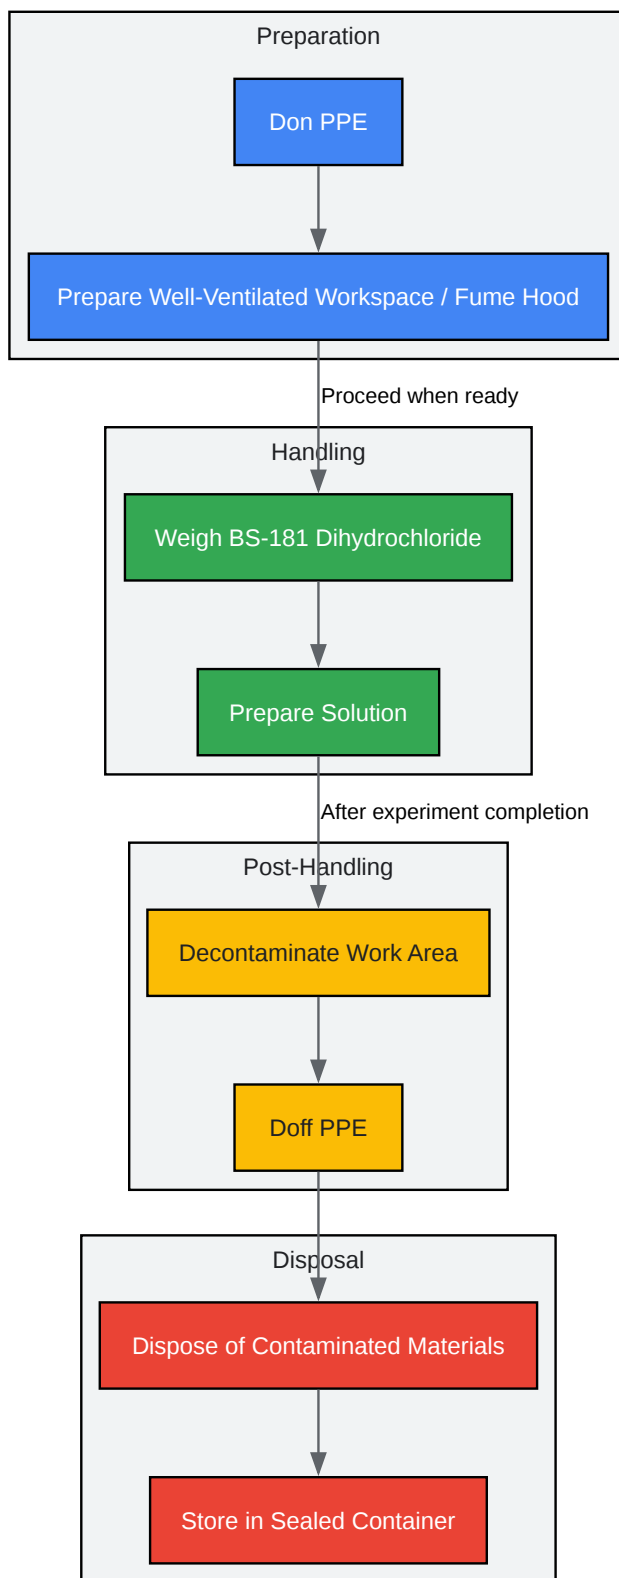 Preparation
Don PPE
Prepare Well-Ventilated Workspace / Fume Hood
Proceed when ready
Handling
Weigh BS-181 Dihydrochloride
Prepare Solution
After experiment completion
Post-Handling
Decontaminate Work Area
Doff PPE
Disposal
Dispose of Contaminated Materials
Store in Sealed Container